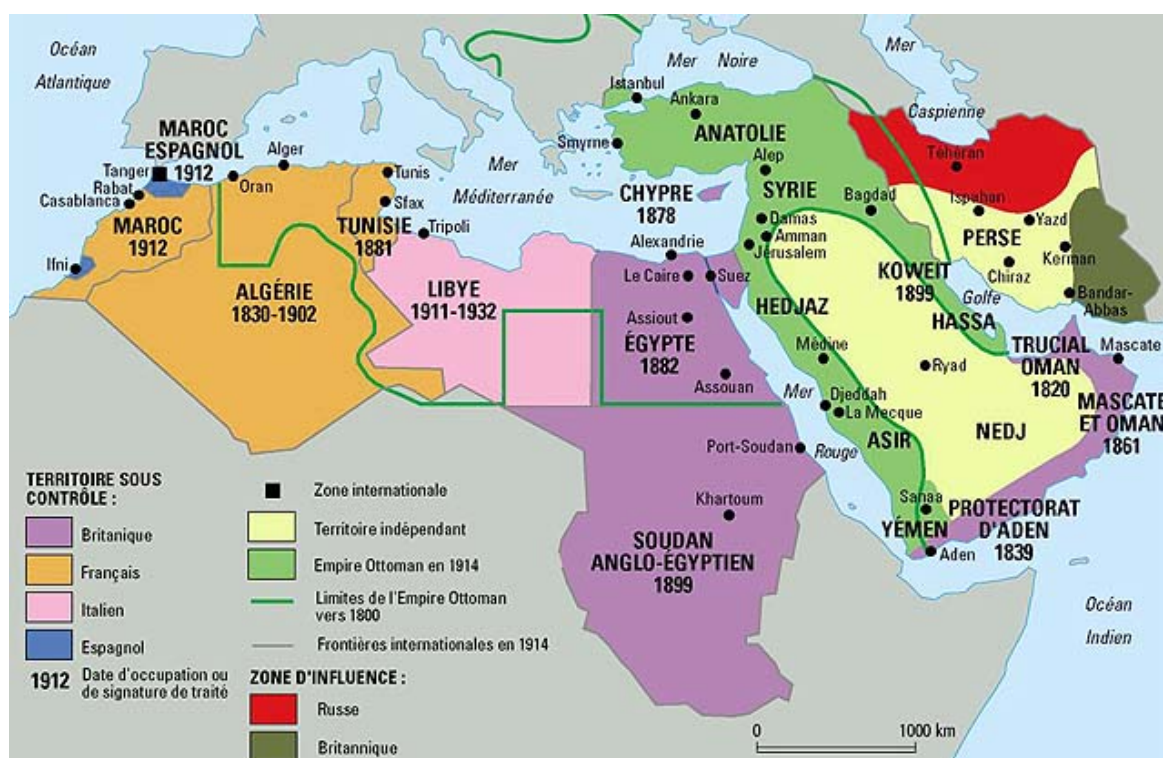 Océan
Atlantique
Mer Noire
Mer
Caspienne
Istanbul
Ankara
ANATOLIE
Smyrne
MAROC
ESPAGNOL
1912
Tanger
Rabat
Casablanca
Alger
Oran
Tunis
Sfax
Mer
Méditerranée
CHYPRE
1878
Alep
SYRIE
Bagdad
Téhéran
Ispahan
Yazd
PERSE
Kerman
Chiraz
Bandar-
Abbas
MAROC
1912
TUNISIE
1881
Tripoli
Alexandrie
Damas
Amman
Jérusalem
Ifni
ALGÉRIE
1830-1902
LIBYE
1911-1932
Le Caire
Suez
KOWEIT
1899
Golfe
HEDJAZ
HASSA
Assiout
ÉGYPTE
1882
Assouan
Médine
Ryad
TRUCIAL
OMAN
1820
Mascate
MASCATE
ET OMAN
1861
Mer
Rouge
Djeddah
La Mecque
ASIR
NEDJ
Port-Soudan
Khartoum
SOUDAN
ANGLO-ÉGYPTIEN
1899
Sanaa
YÉMEN
PROTECTORAT
D'ADEN
1839
Aden
Océan
Indien
TERRITOIRE SOUS
CONTRÔLE :
Britanique
Français
Italien
Espagnol
1912 Date d'occupation ou
de signature de traité
Zone internationale
Territoire indépendant
Empire Ottoman en 1914
Limites de l'Empire Ottoman
vers 1800
Frontières internationales en 1914
ZONE D'INFLUENCE :
Russe
Britannique
0 1000 km